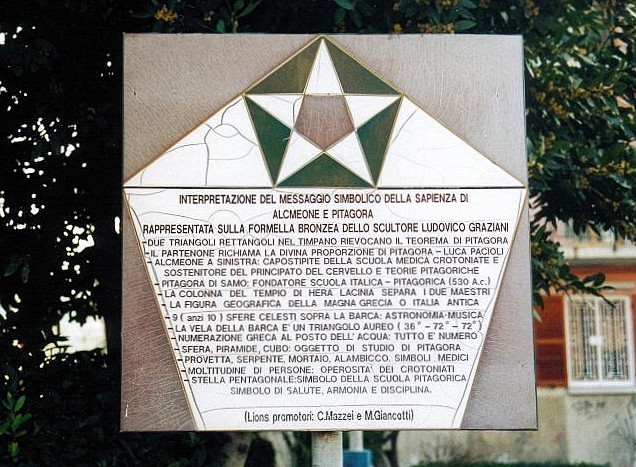 INTERPRETAZIONE DEL MESSAGGIO SIMBOLICO DELLA SAPIENZA DI
ALCMEONE E PITAGORA
RAPPRESENTATA SULLA FORMELLA BRONZEA DELLO SCULTORE LUDOVICO GRAZIANI
- DUE TRIANGOLI RETTANGOLI NEL TIMPANO RIEVOCANO IL TEOREMA DI PITAGORA
- IL PARTENONE RICHIAMA LA DIVINA PROPORZIONE DI PITAGORA - LUCA PACIOLI
- ALCMEONE A SINISTRA: CAPOSTIPITE DELLA SCUOLA MEDICA CROTONIATE E
SOSTENITORE DEL PRINCIPATO DEL CERVELLO E TEORIE PITAGORICHE
- PITAGORA DI SAMO: FONDATORE SCUOLA ITALICA - PITAGORICA (530 A.c.)
- LA COLONNA DEL TEMPIO DI HERA LACINIA SEPARA I DUE MAESTRI
- LA FIGURA GEOGRAFICA DELLA MAGNA GRECIA O ITALIA ANTICA
- 9 ( anzi 10 ) SFERE CELESTI SOPRA LA BARCA: ASTRONOMIA-MUSICA
- LA VELA DELLA BARCA E' UN TRIANGOLO AUREO ( 36° - 72° - 72° )
- NUMERAZIONE GRECA AL POSTO DELL' ACQUA: TUTTO E' NUMERO
- SFERA, PIRAMIDE, CUBO: OGGETTO DI STUDIO DI PITAGORA
- PROVETTA, SERPENTE, MORTAIO, ALAMBICCO. SIMBOLI MEDICI
- MOLTITUDINE DI PERSONE: OPEROSITA' DEI CROTONIATI
- STELLA PENTAGONALE:SIMBOLO DELLA SCUOLA PITAGORICA
SIMBOLO DI SALUTE, ARMONIA E DISCIPLINA.
(Lions promotori: C.Mazzei e M.Giancotti)